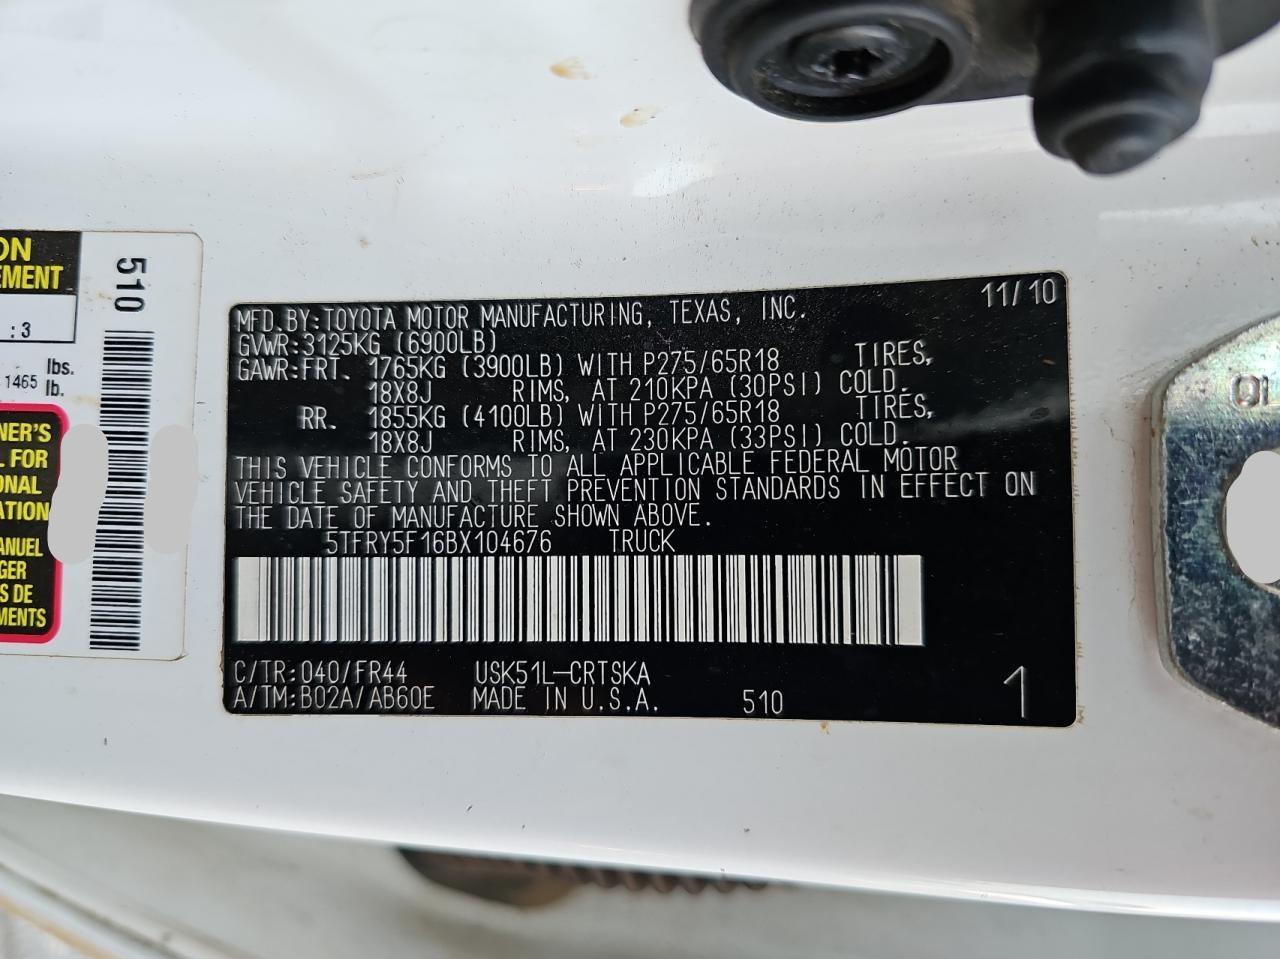 ON
EMENT
: 3
lbs.
1465 lb.
510
NER'S
L FOR
ONAL
ATION
ANUEL
GER
S DE
MENTS
11/10
MFD.BY:TOYOTA MOTOR MANUFACTURING, TEXAS, INC.
GVWR:3125KG (6900LB)
GAWR:FRT. 1765KG (3900LB) WITH P275/65R18 TIRES,
18X8J RIMS, AT 210KPA (30PSI) COLD.
RR. 1855KG (4100LB) WITH P275/65R18 TIRES,
18X8J RIMS, AT 230KPA (33PSI) COLD.
THIS VEHICLE CONFORMS TO ALL APPLICABLE FEDERAL MOTOR
VEHICLE SAFETY AND THEFT PREVENTION STANDARDS IN EFFECT ON
THE DATE OF MANUFACTURE SHOWN ABOVE.
5TFRY5F16BX104676 TRUCK
C/TR:040/FR44 USK51L-CRTSKA
A/TM:B02A/AB60E MADE IN U.S.A. 510
1